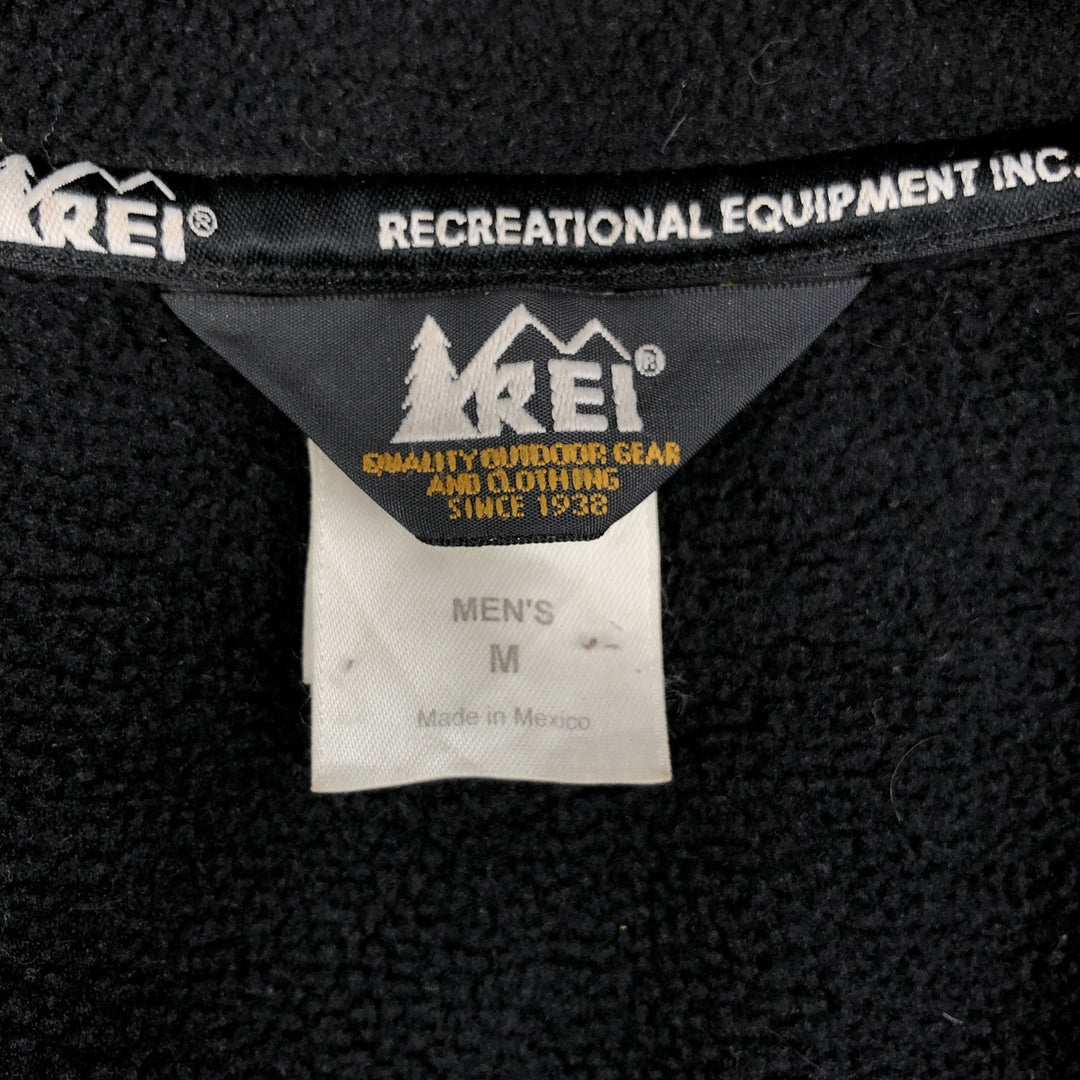 REI®
RECREATIONAL EQUIPMENT INC.
REI®
QUALITY OUTDOOR GEAR
AND CLOTHING
SINCE 1938
MEN'S
M
Made in Mexico